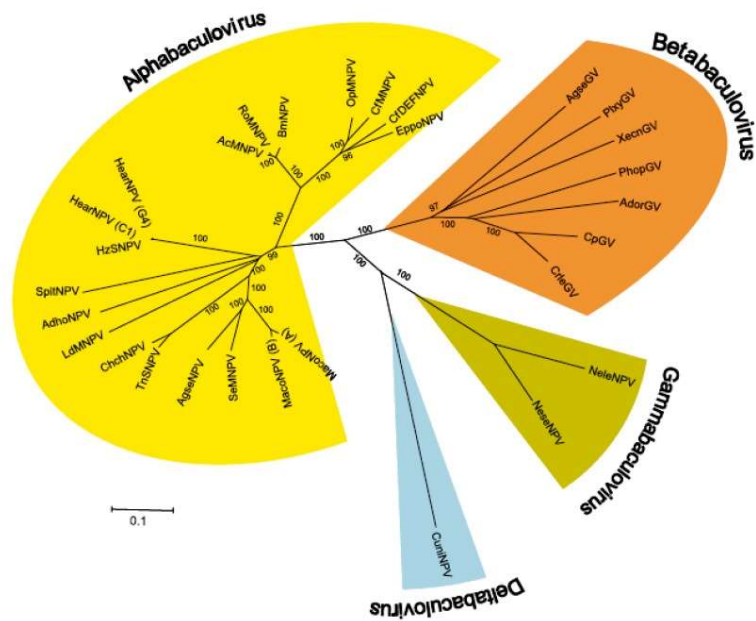 Alphabaculovirus
Betabaculovirus
OpMNPV
CfMNPV
CfDEFNPV
EppoNPV
BmNPV
RoMNPV
AcMNPV
100
96
100
100
100
100
HearNPV (G4)
HearNPV (C1)
HzSNPV
100
SpltNPV
AdhoNPV
LdMNPV
ChchNPV
TnSNPV
AgseNPV
SeMNPV
MacoNPV (B)
MacoNPV (A)
99
100
100
100
100
100
100
100
100
100
AgseGV
PlxyGV
XecnGV
PhopGV
AdorGV
CpGV
CrleGV
97
100
100
NeleNPV
NeseNPV
Gammabaculovirus
CuniNPV
Deltabaculovirus
0.1